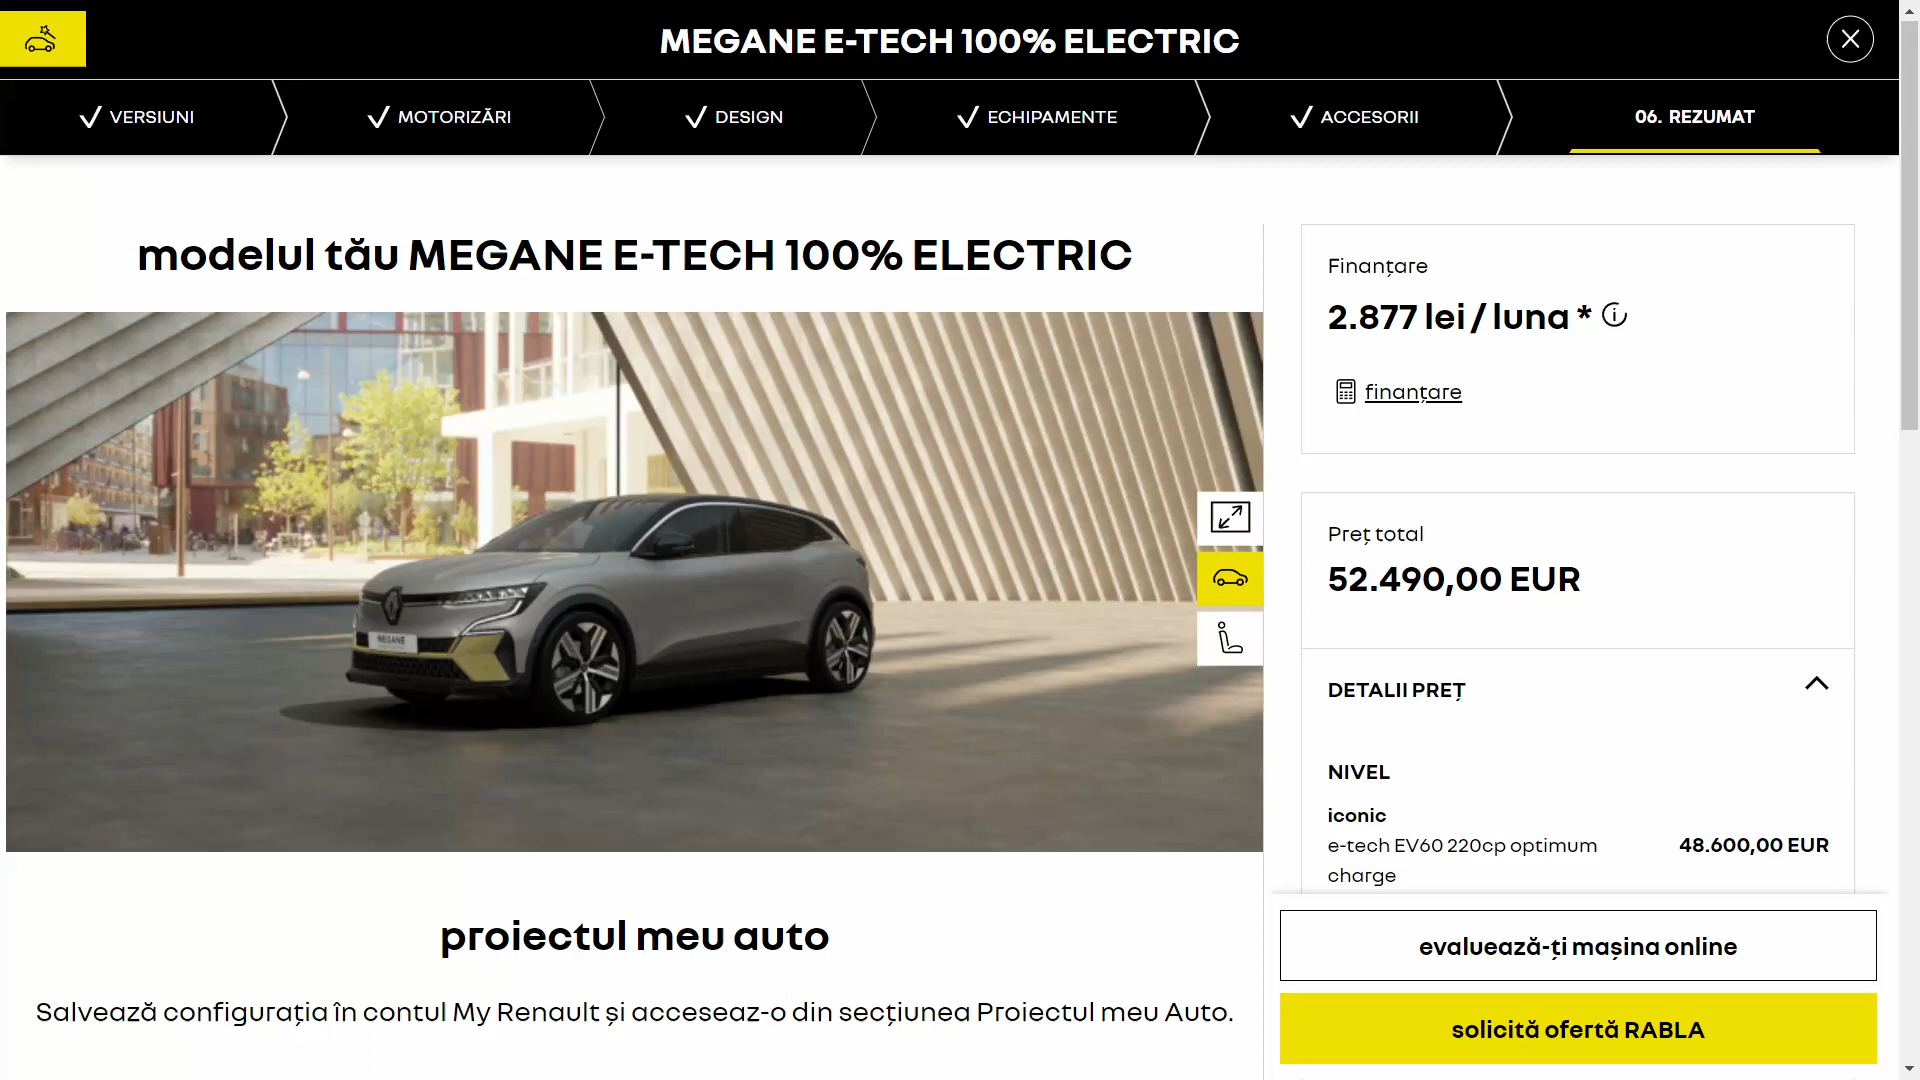 MEGANE E-TECH 100% ELECTRIC
VERSIUNI
MOTORIZĂRI
DESIGN
ECHIPAMENTE
ACCESORII
06. REZUMAT
modelul tău MEGANE E-TECH 100% ELECTRIC
MEGANE
proiectul meu auto
Salvează configurația în contul My Renault și acceseaz-o din secțiunea Proiectul meu Auto.
Finanțare
2.877 lei / luna *
finanțare
Preț total
52.490,00 EUR
DETALII PREȚ
NIVEL
iconic
e-tech EV60 220cp optimum charge
48.600,00 EUR
evaluează-ți mașina online
solicită ofertă RABLA